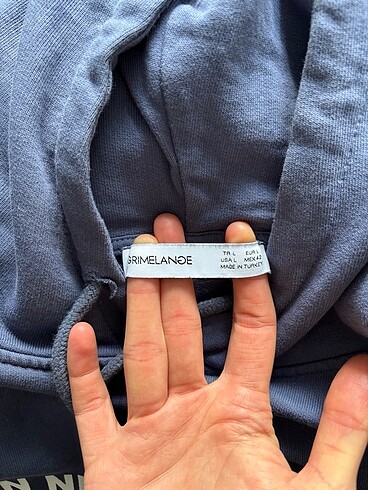 GRIMELANGE
TR L EUR L
USA L MEX 42
MADE IN TURKEY
N N